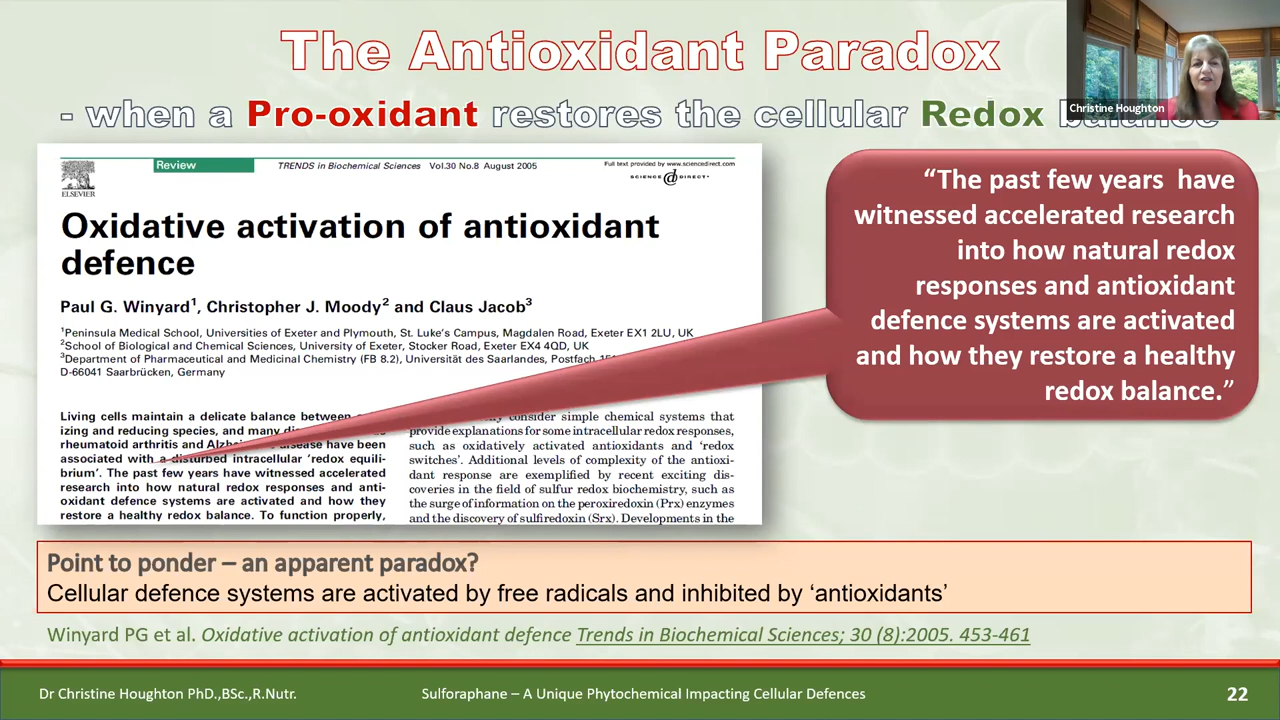 The Antioxidant Paradox
- when a Pro-oxidant restores the cellular Redox balance
Christine Houghton
ELSEVIER
Review
TRENDS in Biochemical Sciences Vol.30 No.8 August 2005
Full text provided by www.sciencedirect.com
SCIENCE DIRECT
Oxidative activation of antioxidant
defence
Paul G. Winyard1, Christopher J. Moody2 and Claus Jacob3
1Peninsula Medical School, Universities of Exeter and Plymouth, St. Luke's Campus, Magdalen Road, Exeter EX1 2LU, UK
2School of Biological and Chemical Sciences, University of Exeter, Stocker Road, Exeter EX4 4QD, UK
3Department of Pharmaceutical and Medicinal Chemistry (FB 8.2), Universität des Saarlandes, Postfach
D-66041 Saarbrücken, Germany
Living cells maintain a delicate balance between
izing and reducing species, and many
rheumatoid arthritis and disease have been
associated with a disturbed intracellular 'redox equili-
brium'. The past few years have witnessed accelerated
research into how natural redox responses and anti-
oxidant defence systems are activated and how they
restore a healthy redox balance. To function properly,
consider simple chemical systems that
provide explanations for some intracellular redox responses,
such as oxidatively activated antioxidants and 'redox
switches'. Additional levels of complexity of the antioxi-
dant response are exemplified by recent exciting dis-
coveries in the field of sulfur redox biochemistry, such as
the surge of information on the peroxiredoxin (Prx) enzymes
and the discovery of sulfiredoxin (Srx). Developments in the
“The past few years have
witnessed accelerated research
into how natural redox
responses and antioxidant
defence systems are activated
and how they restore a healthy
redox balance.”
Point to ponder – an apparent paradox?
Cellular defence systems are activated by free radicals and inhibited by ‘antioxidants’
Winyard PG et al. Oxidative activation of antioxidant defence Trends in Biochemical Sciences; 30 (8):2005. 453-461
Dr Christine Houghton PhD.,BSc.,R.Nutr.
Sulforaphane – A Unique Phytochemical Impacting Cellular Defences
22